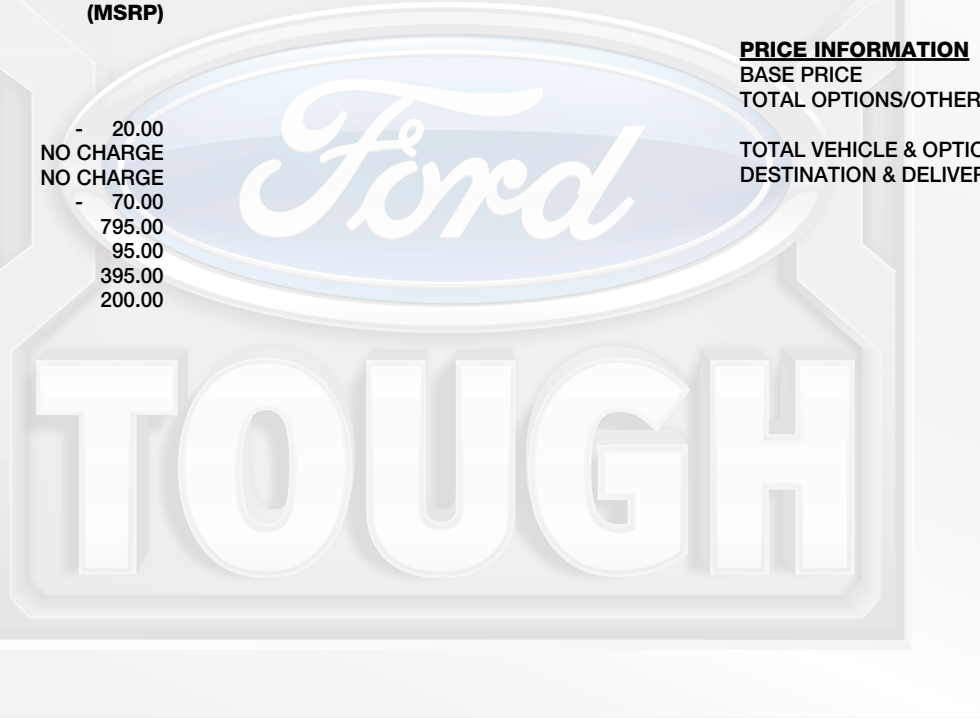 (MSRP)
- 20.00
NO CHARGE
NO CHARGE
- 70.00
795.00
95.00
395.00
200.00
PRICE INFORMATION
BASE PRICE
TOTAL OPTIONS/OTHER
TOTAL VEHICLE & OPTIO
DESTINATION & DELIVER
Ford
TOUGH